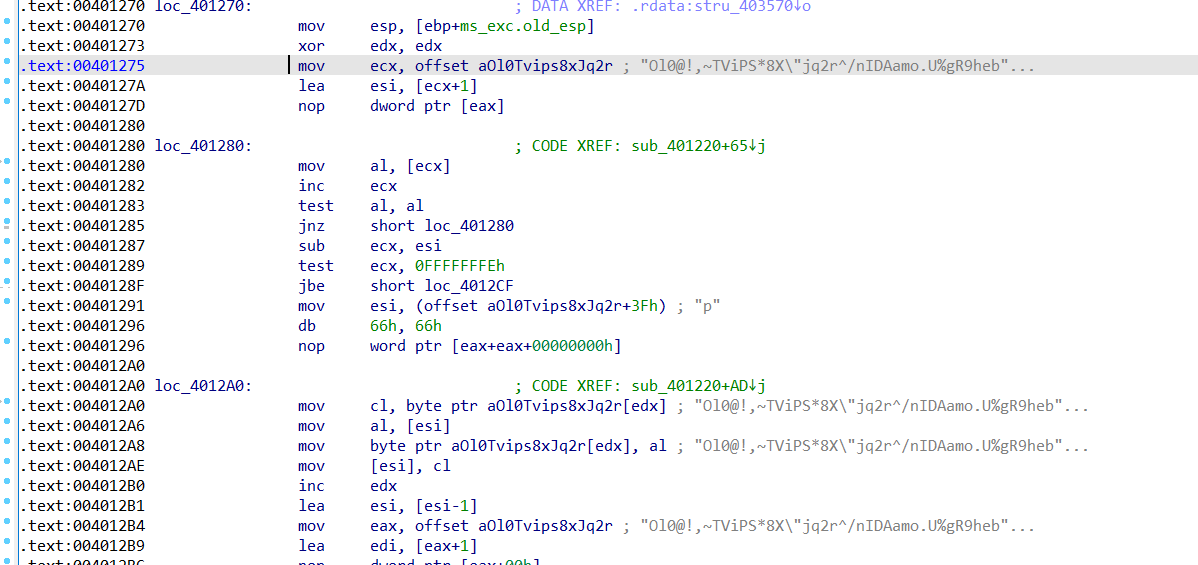 .text:00401270 loc_401270: ; DATA XREF: .rdata:stru_403570↓o
.text:00401270 mov esp, [ebp+ms_exc.old_esp]
.text:00401273 xor edx, edx
.text:00401275 mov ecx, offset aOl0Tvips8xJq2r ; "Ol0@!,~TViPS*8X\"jq2r^/nIDAamo.U%gR9heb"...
.text:0040127A lea esi, [ecx+1]
.text:0040127D nop dword ptr [eax]
.text:00401280
.text:00401280 loc_401280: ; CODE XREF: sub_401220+65↓j
.text:00401280 mov al, [ecx]
.text:00401282 inc ecx
.text:00401283 test al, al
.text:00401285 jnz short loc_401280
.text:00401287 sub ecx, esi
.text:00401289 test ecx, 0FFFFFFFEh
.text:0040128F jbe short loc_4012CF
.text:00401291 mov esi, (offset aOl0Tvips8xJq2r+3Fh) ; "p"
.text:00401296 db 66h, 66h
.text:00401296 nop word ptr [eax+eax+00000000h]
.text:004012A0
.text:004012A0 loc_4012A0: ; CODE XREF: sub_401220+AD↓j
.text:004012A0 mov cl, byte ptr aOl0Tvips8xJq2r[edx] ; "Ol0@!,~TViPS*8X\"jq2r^/nIDAamo.U%gR9heb"...
.text:004012A6 mov al, [esi]
.text:004012A8 mov byte ptr aOl0Tvips8xJq2r[edx], al ; "Ol0@!,~TViPS*8X\"jq2r^/nIDAamo.U%gR9heb"...
.text:004012AE mov [esi], cl
.text:004012B0 inc edx
.text:004012B1 lea esi, [esi-1]
.text:004012B4 mov eax, offset aOl0Tvips8xJq2r ; "Ol0@!,~TViPS*8X\"jq2r^/nIDAamo.U%gR9heb"...
.text:004012B9 lea edi, [eax+1]
.text:004012BC nop dword ptr [eax+00h]